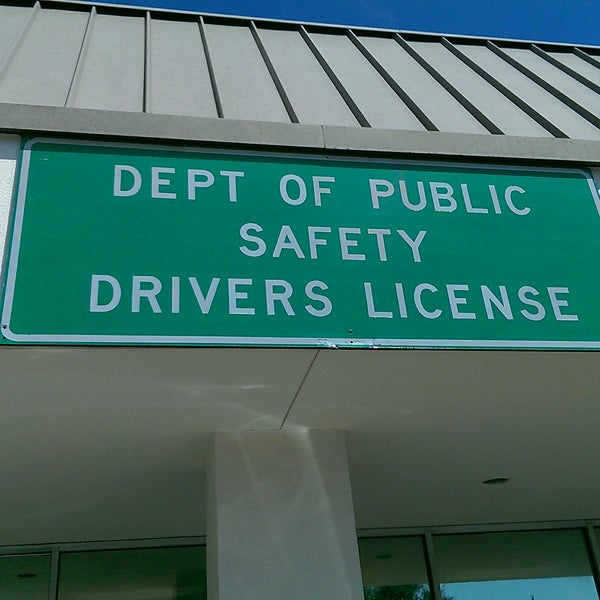 DEPT OF PUBLIC
SAFETY
DRIVERS LICENSE